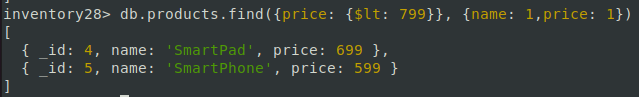 inventory28> db.products.find({price: {$lt: 799}}, {name: 1,price: 1})
[
  { _id: 4, name: 'SmartPad', price: 699 },
  { _id: 5, name: 'SmartPhone', price: 599 }
]